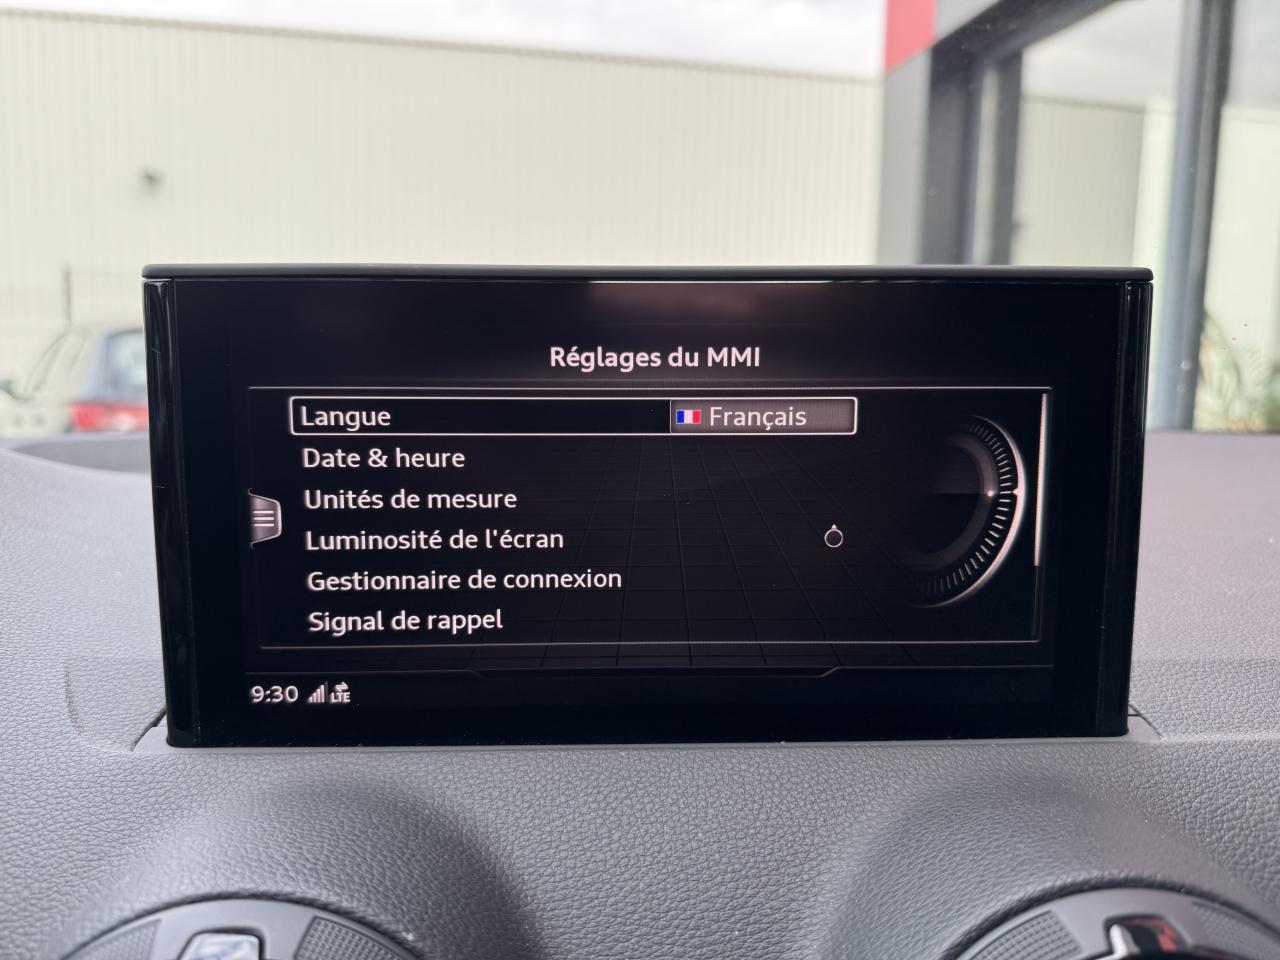 Réglages du MMI
Langue Français
Date & heure
Unités de mesure
Luminosité de l'écran
Gestionnaire de connexion
Signal de rappel
9:30 LTE